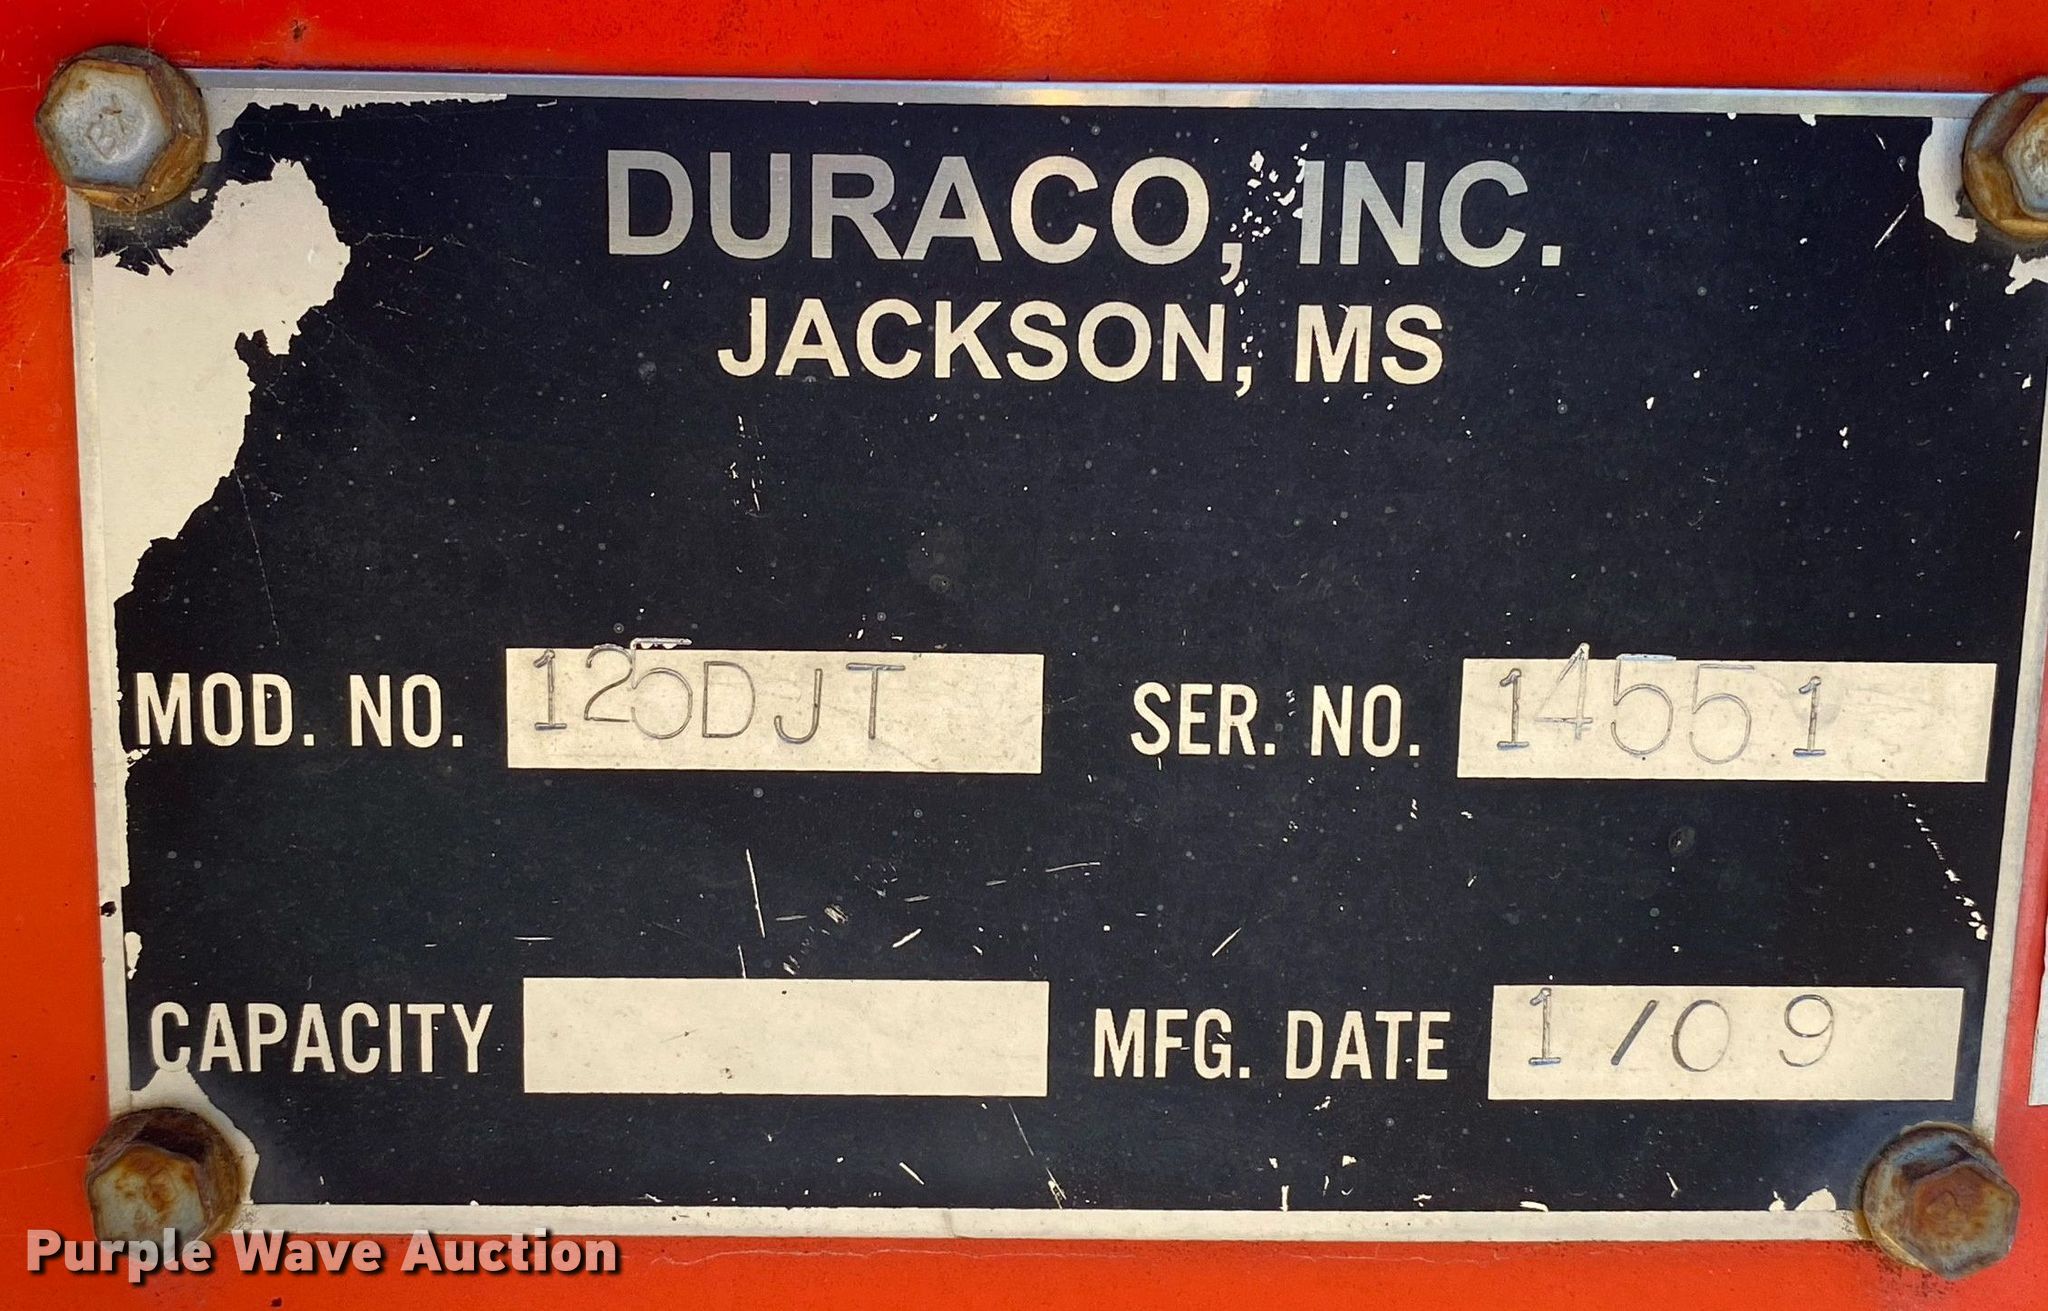 DURACO, INC.
JACKSON, MS
MOD. NO. 125DJT SER. NO. 14551
CAPACITY MFG. DATE 1/09
Purple Wave Auction